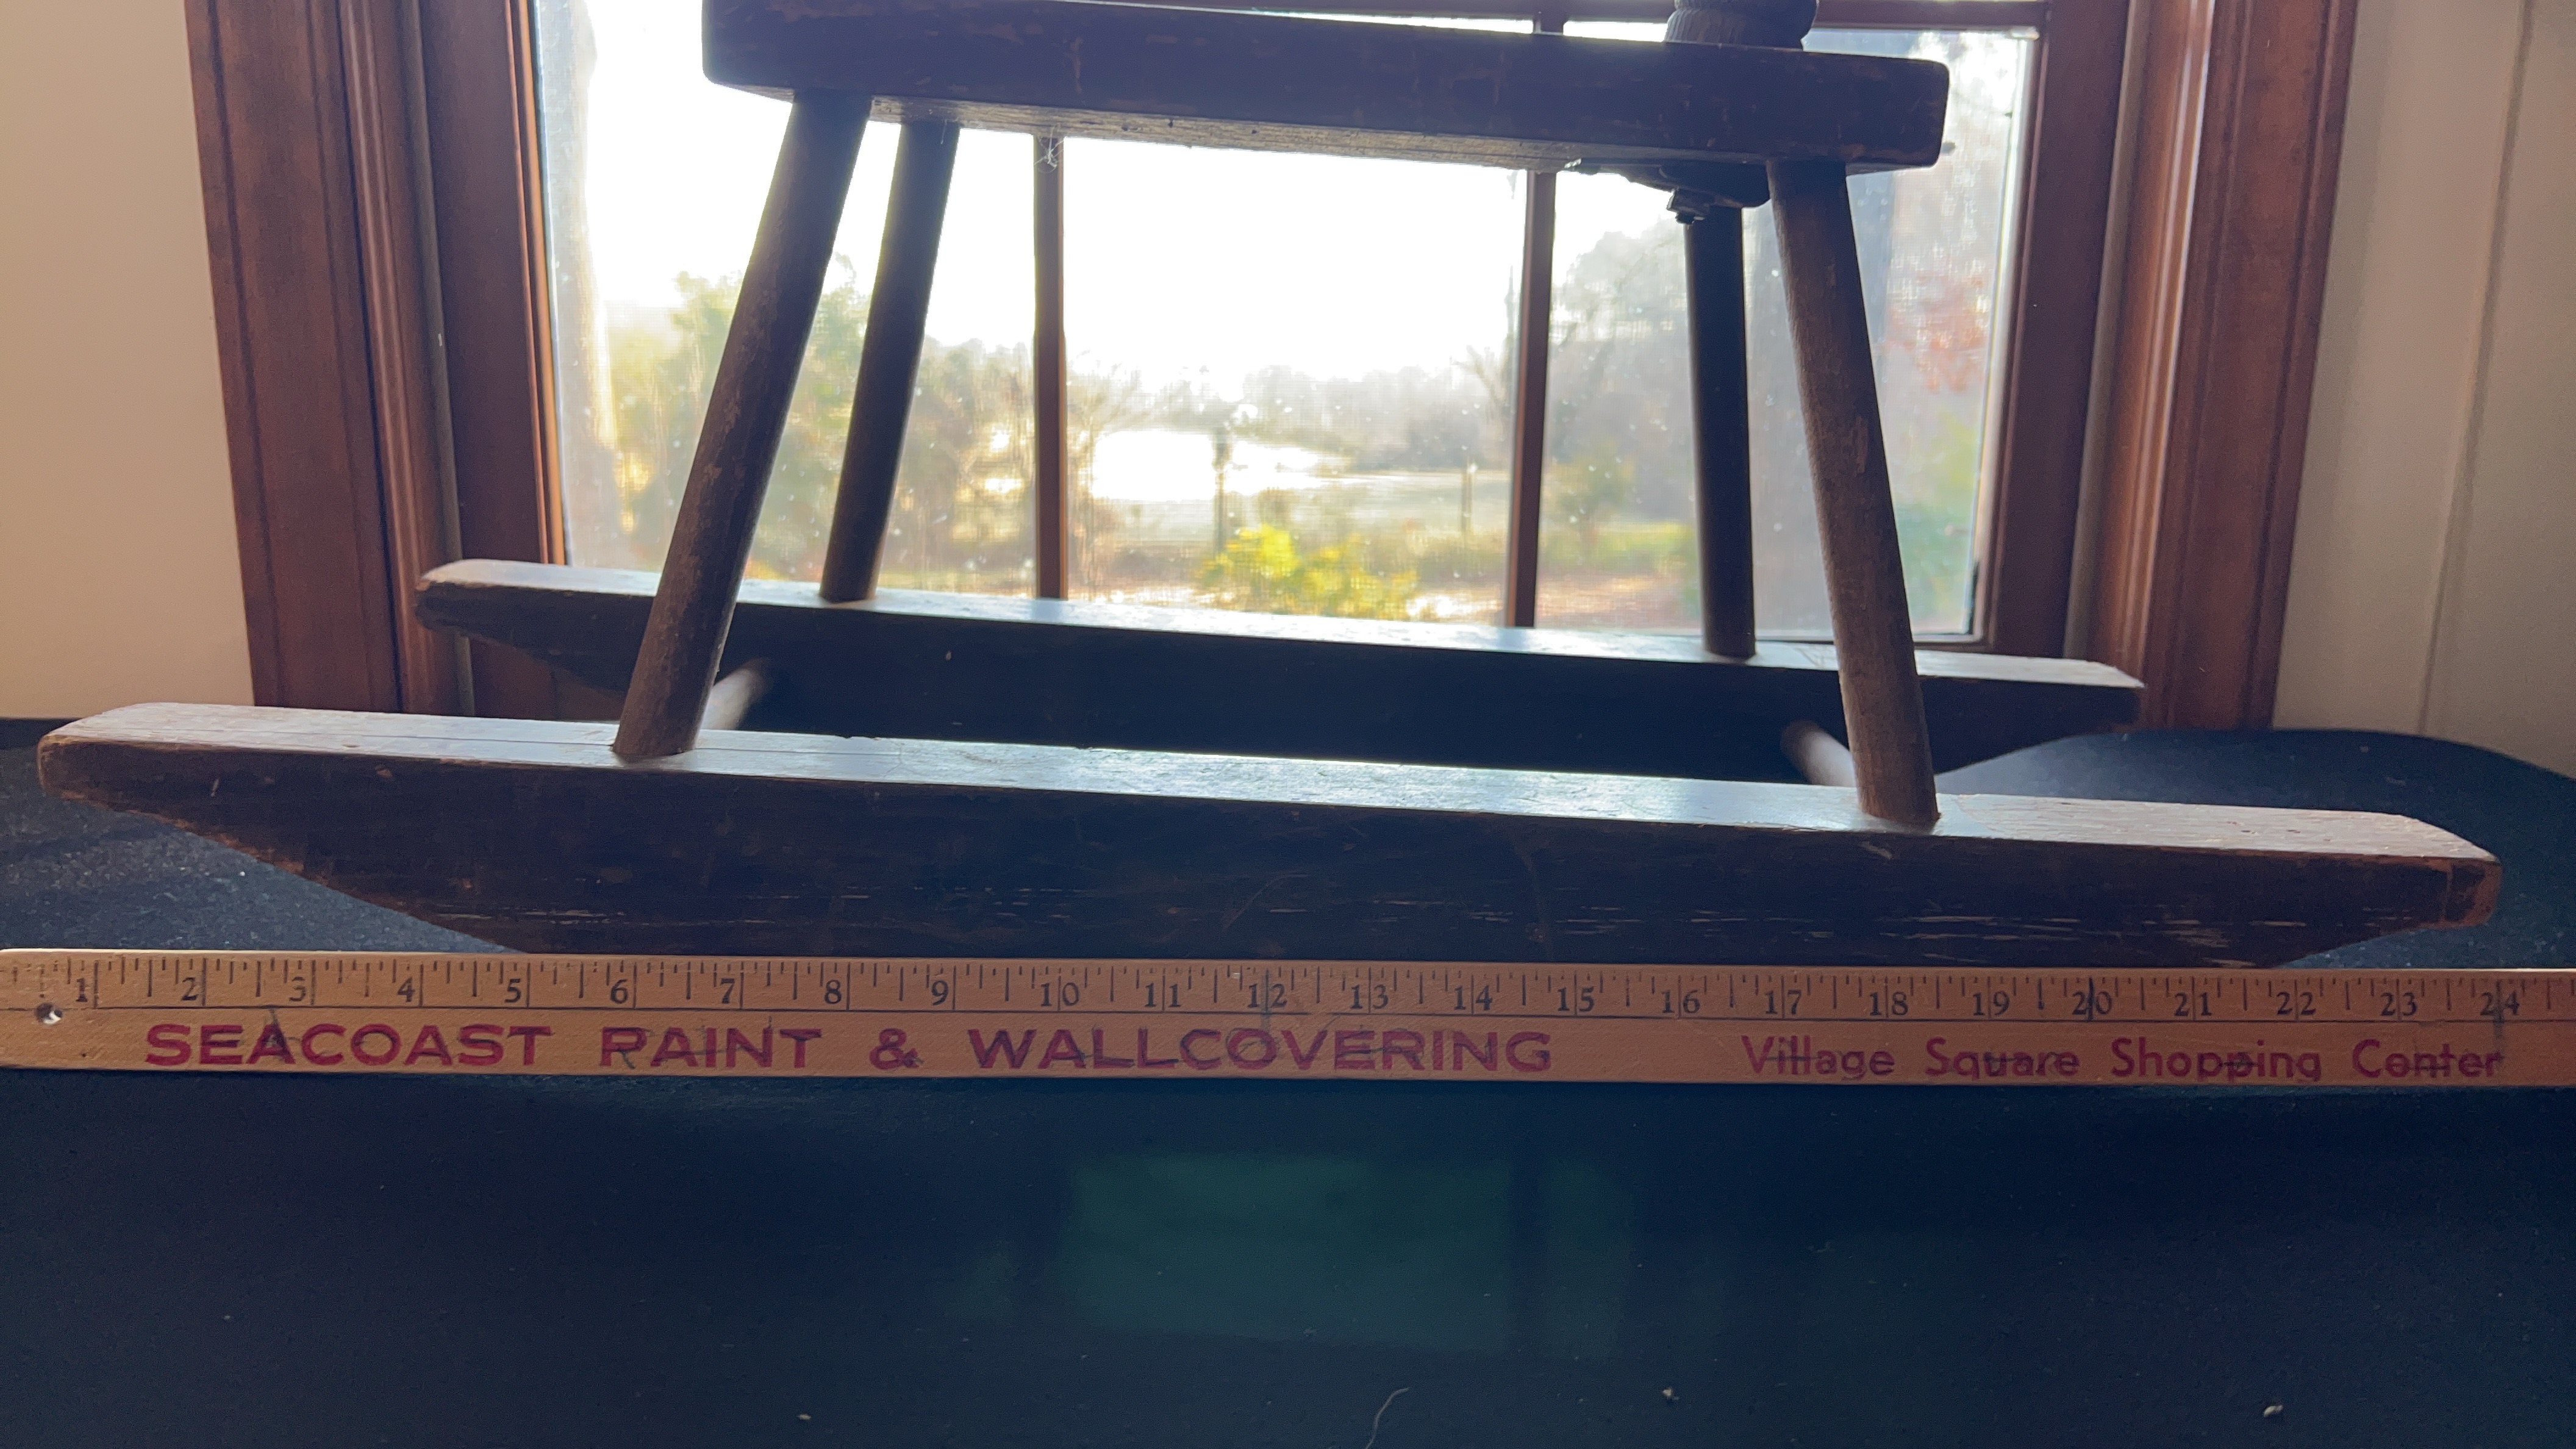 1 2 3 4 5 6 7 8 9 10 11 12 13 14 15 16 17 18 19 20 21 22 23 24
SEACOAST PAINT & WALLCOVERING Village Square Shopping Center